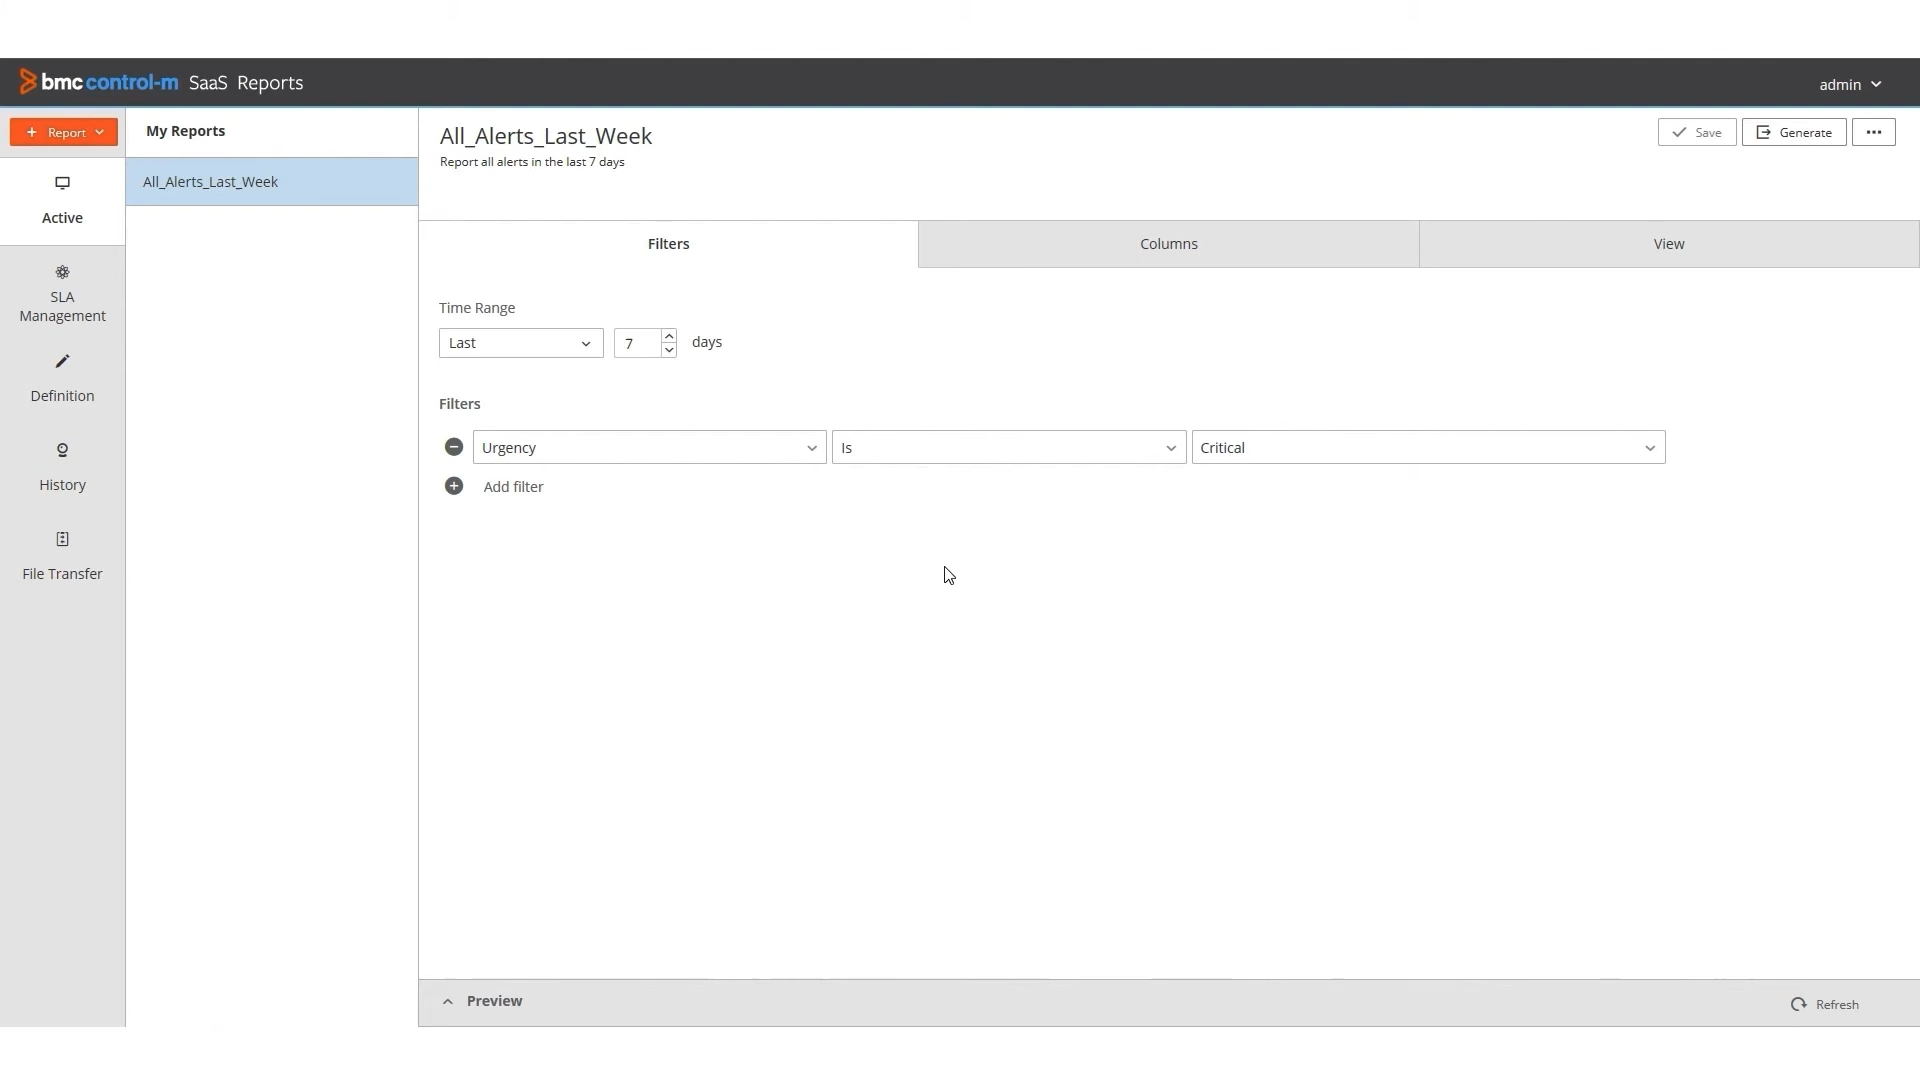 bmc control-m SaaS Reports
admin
Report
My Reports
All_Alerts_Last_Week
Report all alerts in the last 7 days
Save
Generate
All_Alerts_Last_Week
Active
SLA
Management
Definition
History
File Transfer
Filters
Columns
View
Time Range
Last
7
days
Filters
Urgency
Is
Critical
Add filter
Preview
Refresh